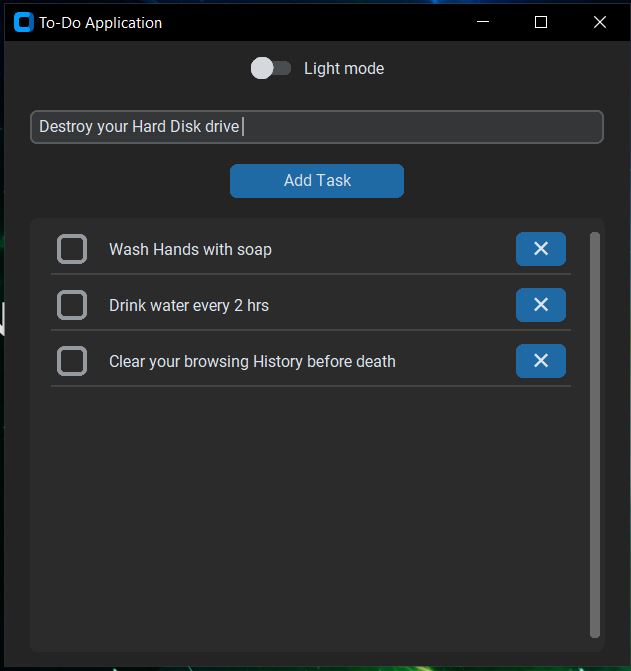 To-Do Application
Light mode
Destroy your Hard Disk drive
Add Task
Wash Hands with soap
Drink water every 2 hrs
Clear your browsing History before death